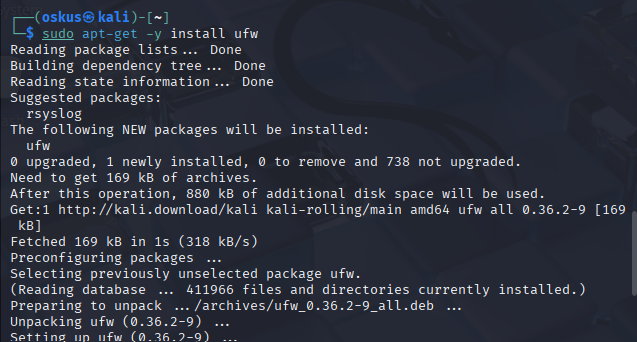 ┌──(oskus㉿kali)-[~]
└─$ sudo apt-get -y install ufw
Reading package lists... Done
Building dependency tree... Done
Reading state information... Done
Suggested packages:
  rsyslog
The following NEW packages will be installed:
  ufw
0 upgraded, 1 newly installed, 0 to remove and 738 not upgraded.
Need to get 169 kB of archives.
After this operation, 880 kB of additional disk space will be used.
Get:1 http://kali.download/kali kali-rolling/main amd64 ufw all 0.36.2-9 [169
 kB]
Fetched 169 kB in 1s (318 kB/s)
Preconfiguring packages ...
Selecting previously unselected package ufw.
(Reading database ... 411966 files and directories currently installed.)
Preparing to unpack .../archives/ufw_0.36.2-9_all.deb ...
Unpacking ufw (0.36.2-9) ...
Setting up ufw (0.36.2-9) ...